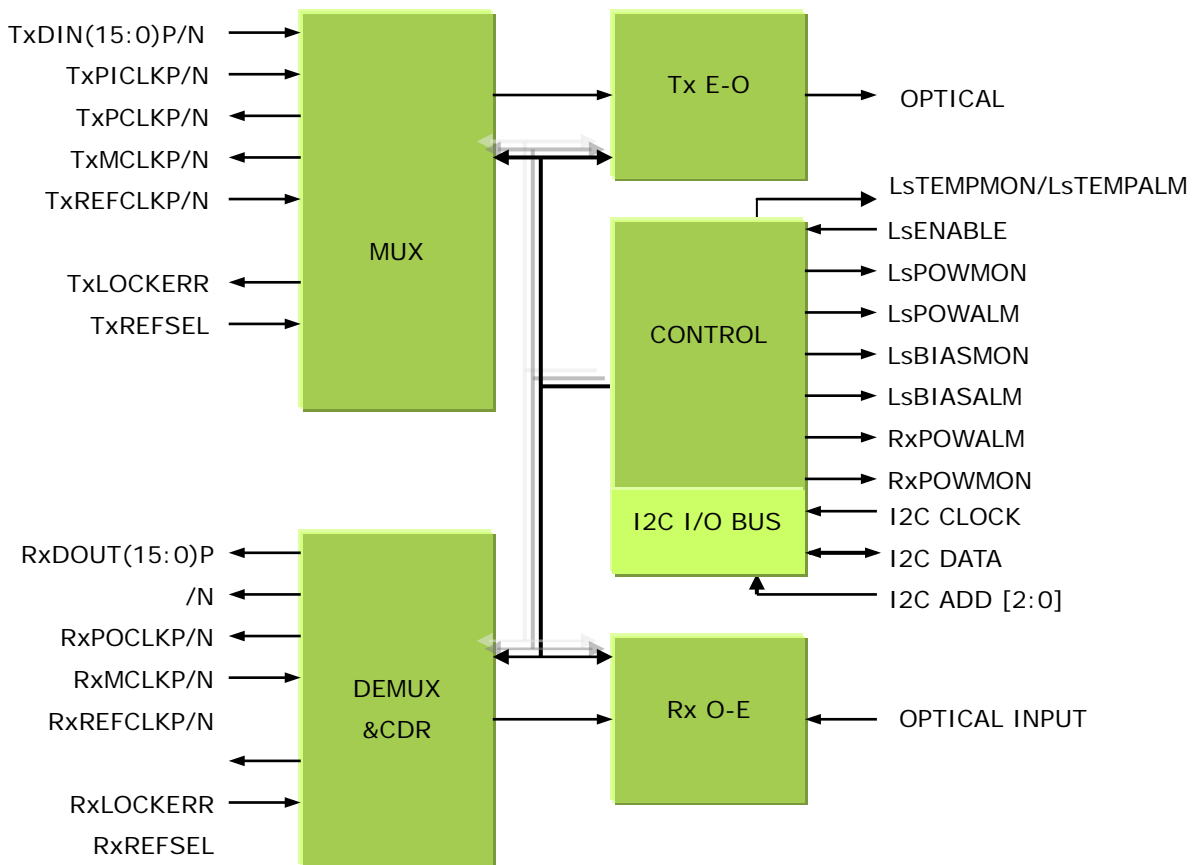 TxDIN(15:0)P/N
TxPICLKP/N
TxPCLKP/N
TxMCLKP/N
TxREFCLKP/N
TxLOCKERR
TxREFSEL
MUX
Tx E-O
OPTICAL
LsTEMPMON/LsTEMPALM
LsENABLE
LsPOWMON
LsPOWALM
LsBIASMON
LsBIASALM
RxPOWALM
RxPOWMON
CONTROL
I2C I/O BUS
I2C CLOCK
I2C DATA
I2C ADD [2:0]
RxDOUT(15:0)P
/N
RxPOCLKP/N
RxMCLKP/N
RxREFCLKP/N
RxLOCKERR
RxREFSEL
DEMUX
&CDR
Rx O-E
OPTICAL INPUT